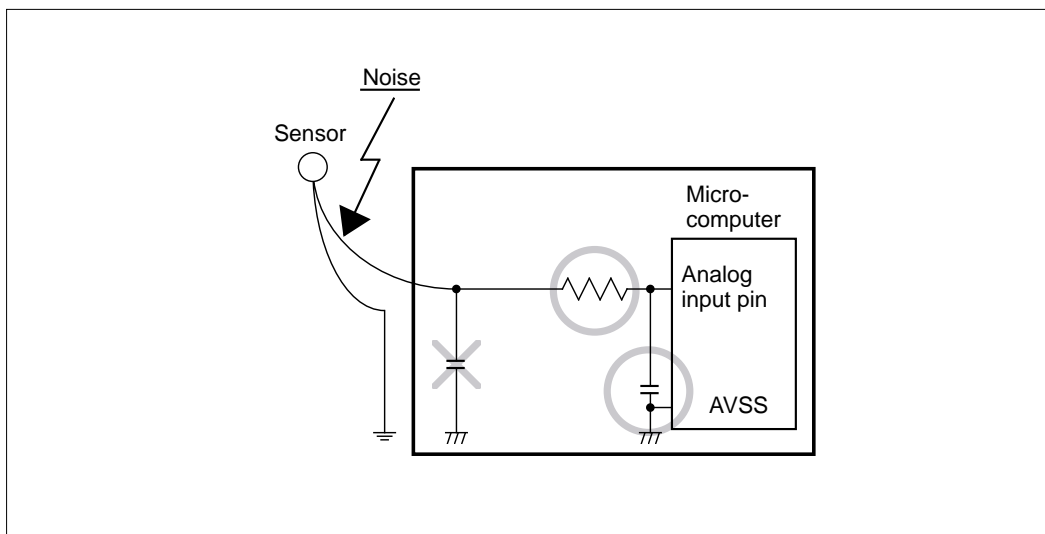 Noise
Sensor
Micro-
computer
Analog
input pin
AVSS